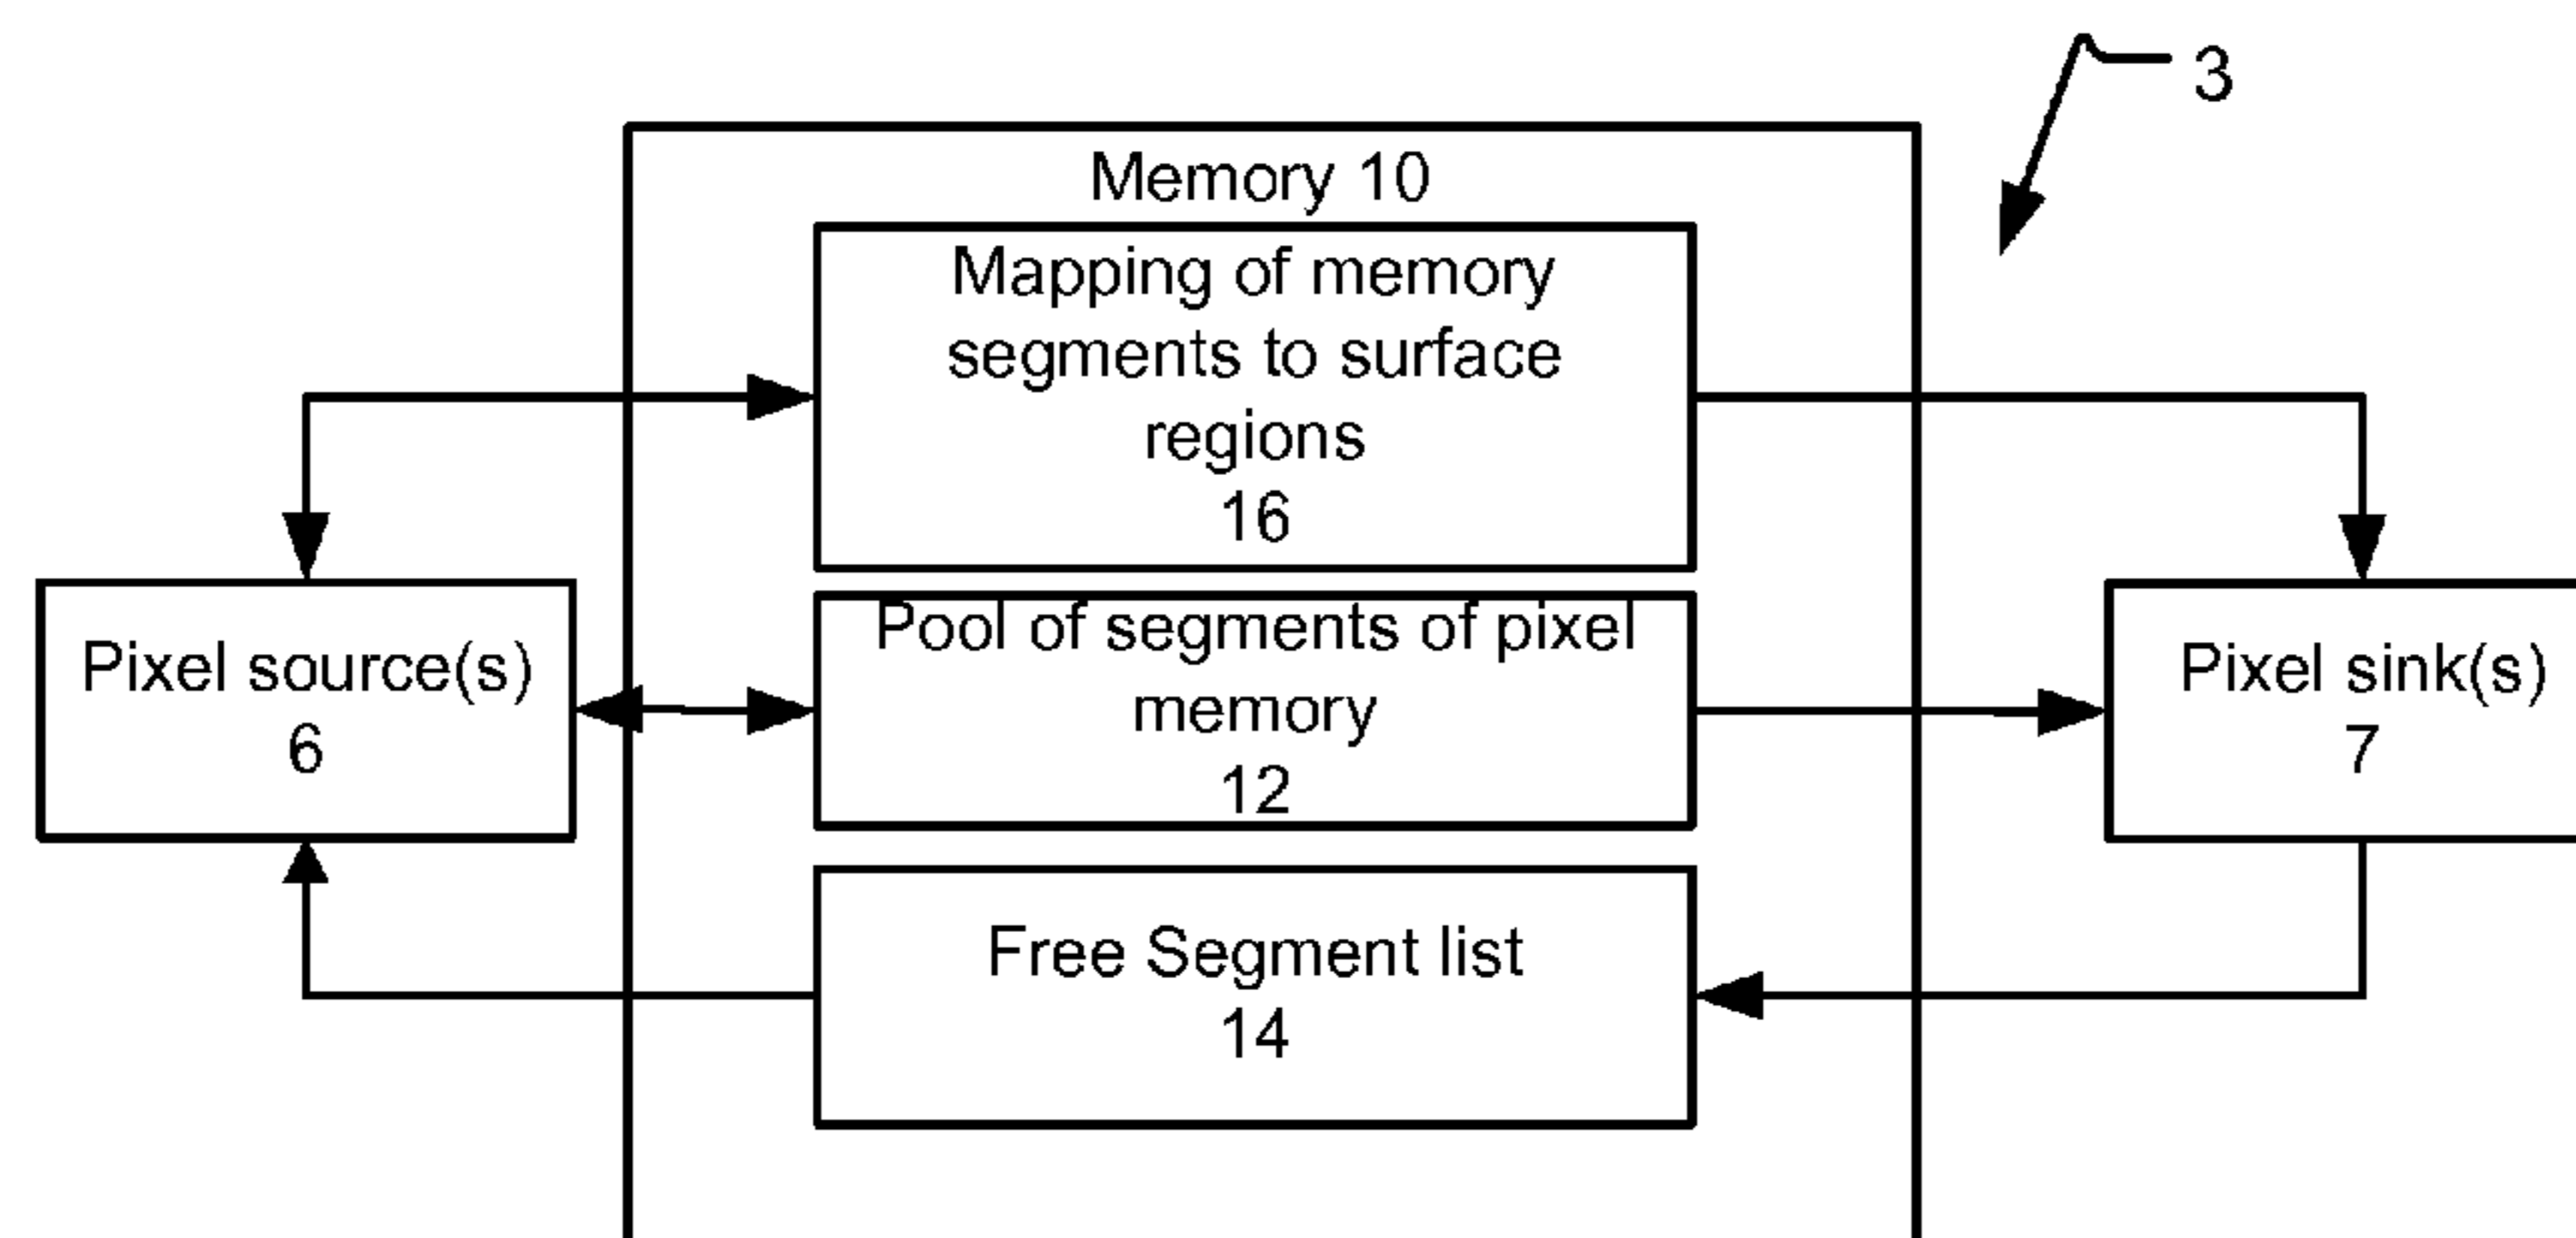 3
Memory 10
Mapping of memory
segments to surface
regions
16
Pixel source(s)
6
Pool of segments of pixel
memory
12
Pixel sink(s)
7
Free Segment list
14